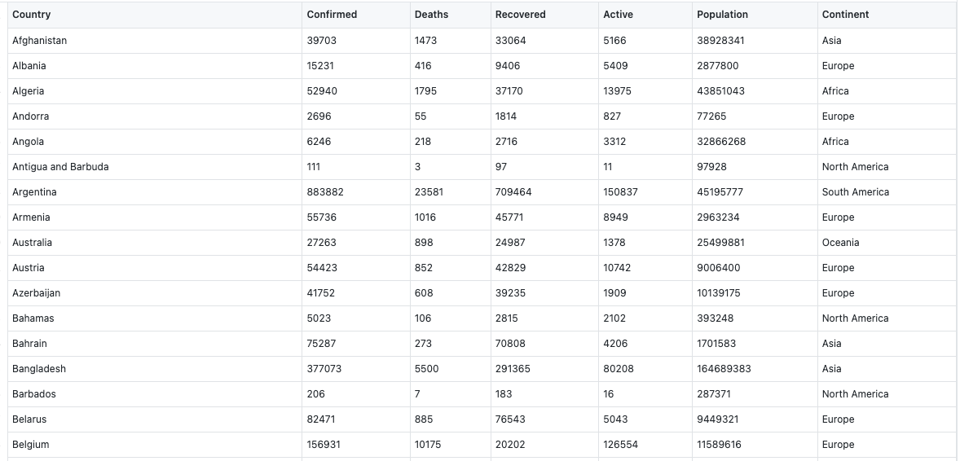 Country Confirmed Deaths Recovered Active Population Continent
Afghanistan 39703 1473 33064 5166 38928341 Asia
Albania 15231 416 9406 5409 2877800 Europe
Algeria 52940 1795 37170 13975 43851043 Africa
Andorra 2696 55 1814 827 77265 Europe
Angola 6246 218 2716 3312 32866268 Africa
Antigua and Barbuda 111 3 97 11 97928 North America
Argentina 883882 23581 709464 150837 45195777 South America
Armenia 55736 1016 45771 8949 2963234 Europe
Australia 27263 898 24987 1378 25499881 Oceania
Austria 54423 852 42829 10742 9006400 Europe
Azerbaijan 41752 608 39235 1909 10139175 Europe
Bahamas 5023 106 2815 2102 393248 North America
Bahrain 75287 273 70808 4206 1701583 Asia
Bangladesh 377073 5500 291365 80208 164689383 Asia
Barbados 206 7 183 16 287371 North America
Belarus 82471 885 76543 5043 9449321 Europe
Belgium 156931 10175 20202 126554 11589616 Europe